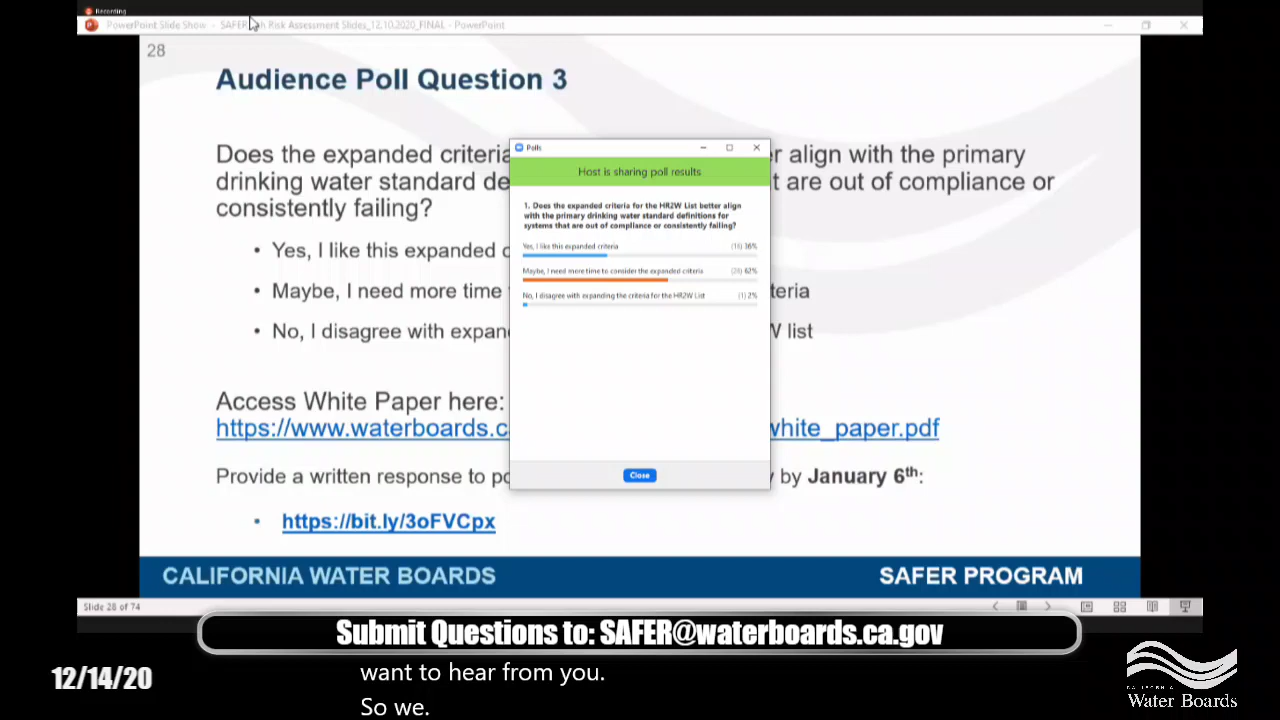 Recording
PowerPoint Slide Show - SAFER
h Risk Assessment Slides_12.10.2020_FINAL - PowerPoint
28
Audience Poll Question 3
Does the expanded criteria
r align with the primary
drinking water standard de
t are out of compliance or
consistently failing?
• Yes, I like this expanded c
• Maybe, I need more time
teria
• No, I disagree with expan
W list
Access White Paper here:
https://www.waterboards.c
white_paper.pdf
Provide a written response to po
y by January 6th:
• https://bit.ly/3oFVCpx
Polls
Host is sharing poll results
1. Does the expanded criteria for the HR2W List better align
with the primary drinking water standard definitions for
systems that are out of compliance or consistently failing?
Yes, I like this expanded criteria
(16) 36%
Maybe, I need more time to consider the expanded criteria
(28) 62%
No, I disagree with expanding the criteria for the HR2W List
(1) 2%
Close
CALIFORNIA WATER BOARDS
SAFER PROGRAM
Slide 28 of 74
Submit Questions to: SAFER@waterboards.ca.gov
12/14/20
want to hear from you.
So we.
CALIFORNIA
Water Boards